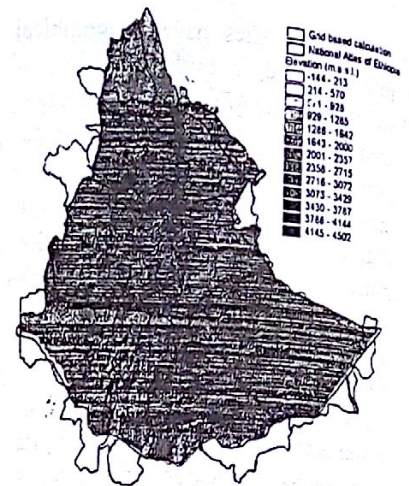 Grid based calculation
National Atlas of Ethiopia
Elevation (m a s l)
-144 - 213
214 - 570
- 928
929 - 1285
1286 - 1642
1643 - 2000
2001 - 2357
2358 - 2715
2716 - 3072
3073 - 3429
3430 - 3787
3788 - 4144
4145 - 4502